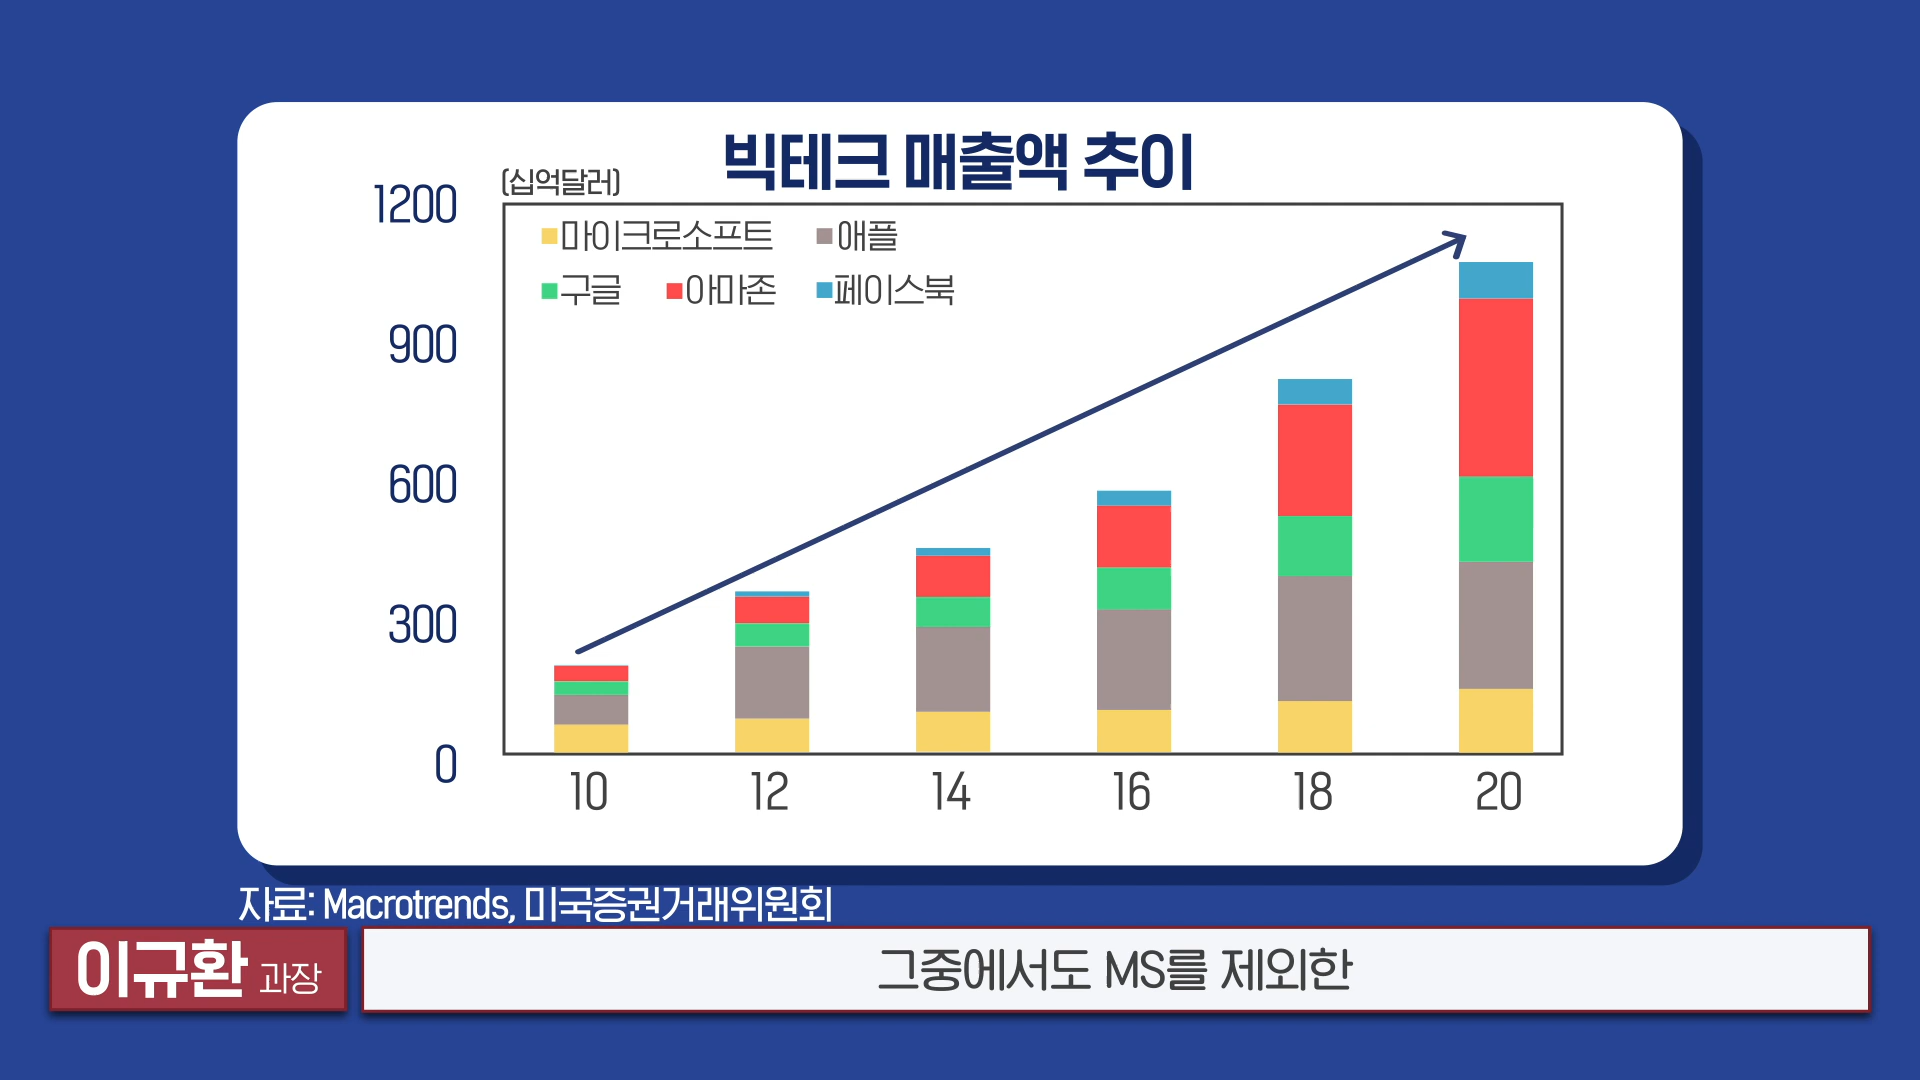 빅테크 매출액 추이
(십억달러)
1200
900
600
300
0
마이크로소프트 애플
구글 아마존 페이스북
10 12 14 16 18 20
자료: Macrotrends, 미국증권거래위원회
이규환 과장
그중에서도 MS를 제외한